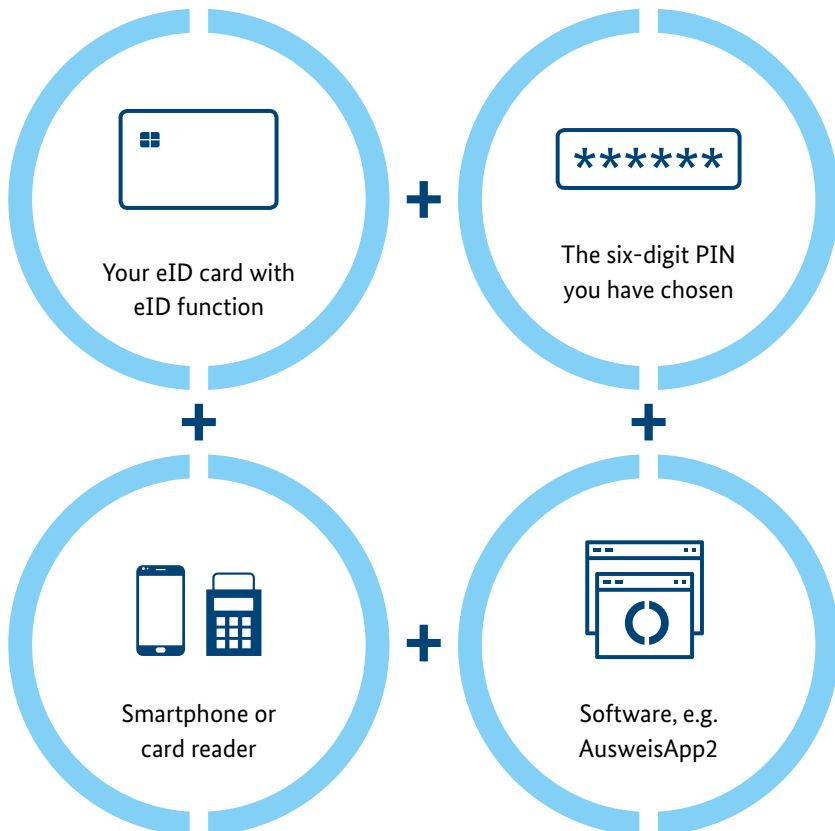 Your eID card with
eID function
******
The six-digit PIN
you have chosen
Smartphone or
card reader
Software, e.g.
AusweisApp2